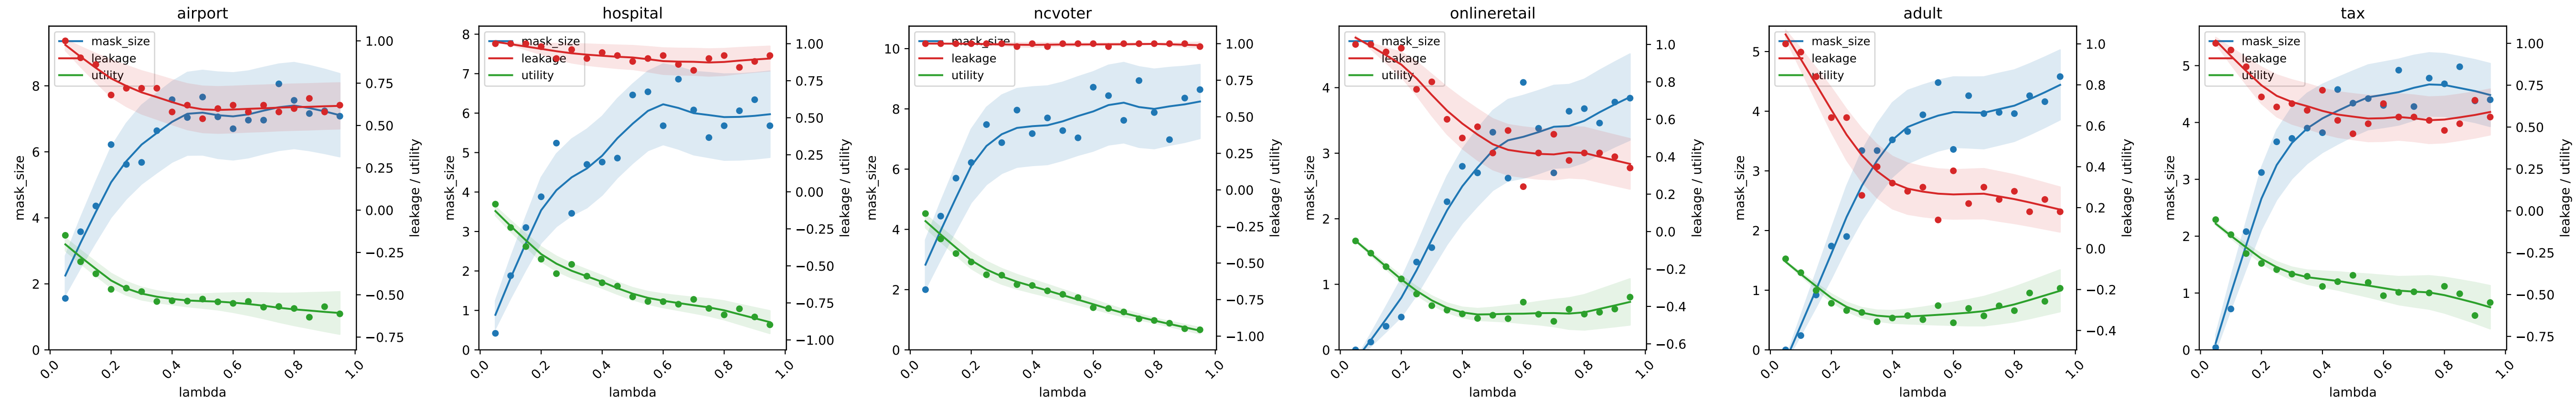 airport
mask_size
leakage
utility
mask_size
0
2
4
6
8
1.00
0.75
0.50
0.25
0.00
−0.25
−0.50
−0.75
leakage / utility
0.0
0.2
0.4
0.6
0.8
1.0
lambda
hospital
mask_size
leakage
utility
mask_size
0
1
2
3
4
5
6
7
8
1.00
0.75
0.50
0.25
0.00
−0.25
−0.50
−0.75
−1.00
leakage / utility
0.0
0.2
0.4
0.6
0.8
1.0
lambda
ncvoter
mask_size
leakage
utility
mask_size
0
2
4
6
8
10
1.00
0.75
0.50
0.25
0.00
−0.25
−0.50
−0.75
−1.00
leakage / utility
0.0
0.2
0.4
0.6
0.8
1.0
lambda
onlineretail
mask_size
leakage
utility
mask_size
0
1
2
3
4
1.0
0.8
0.6
0.4
0.2
0.0
−0.2
−0.4
−0.6
leakage / utility
0.0
0.2
0.4
0.6
0.8
1.0
lambda
adult
mask_size
leakage
utility
mask_size
0
1
2
3
4
5
1.0
0.8
0.6
0.4
0.2
0.0
−0.2
−0.4
leakage / utility
0.0
0.2
0.4
0.6
0.8
1.0
lambda
tax
mask_size
leakage
utility
mask_size
0
1
2
3
4
5
1.00
0.75
0.50
0.25
0.00
−0.25
−0.50
−0.75
leakage / utility
0.0
0.2
0.4
0.6
0.8
1.0
lambda